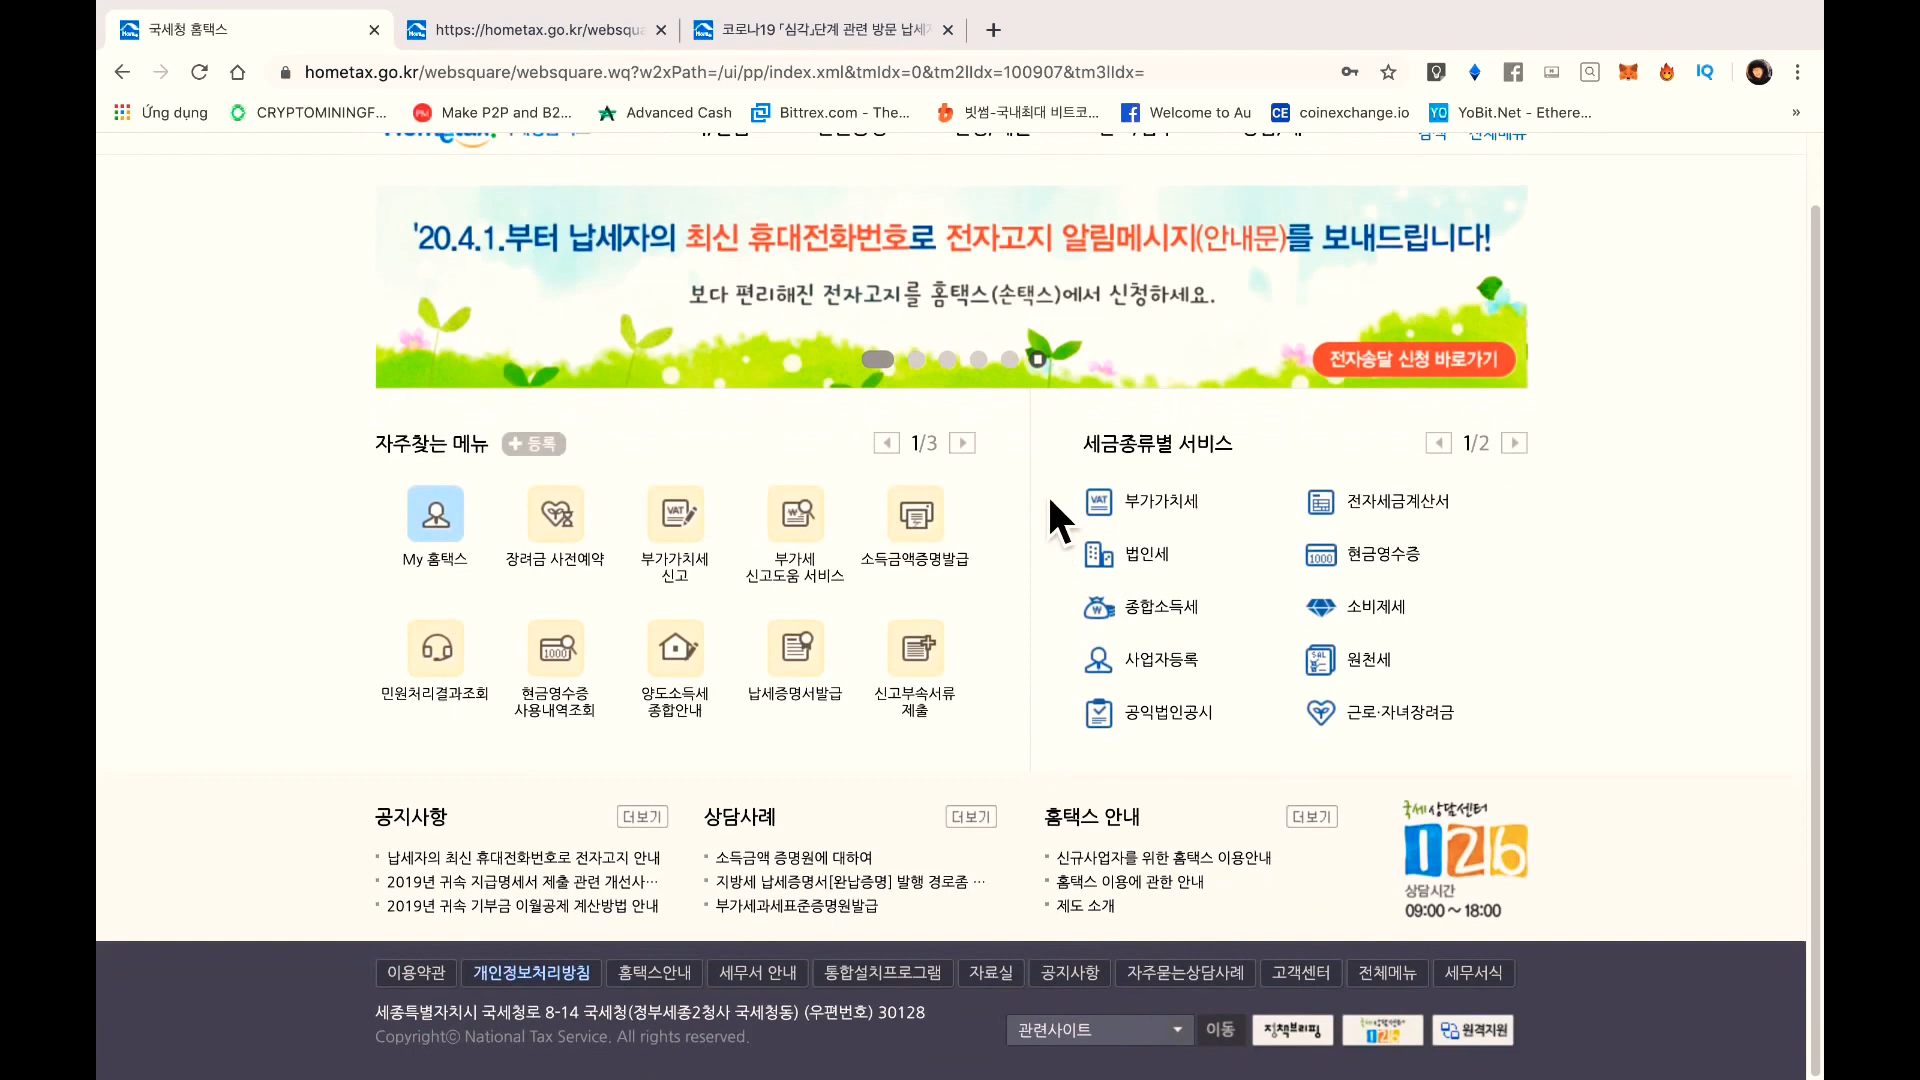 국세청 홈택스
https://hometax.go.kr/websqua
코로나19 「심각」단계 관련 방문 납세자
hometax.go.kr/websquare/websquare.wq?w2xPath=/ui/pp/index.xml&tmIdx=0&tm2lIdx=100907&tm3lIdx=
IQ
Ứng dụng
CRYPTOMININGF...
Make P2P and B2...
Advanced Cash
Bittrex.com - The...
빗썸-국내최대 비트코...
Welcome to Au
CE coinexchange.io
YO YoBit.Net - Ethere...
»
검색 전체메뉴
'20.4.1.부터 납세자의 최신 휴대전화번호로 전자고지 알림메시지(안내문)를 보내드립니다!
보다 편리해진 전자고지를 홈택스(손택스)에서 신청하세요.
전자송달 신청 바로가기
자주찾는 메뉴
등록
1/3
My 홈택스
장려금 사전예약
부가가치세
신고
부가세
신고도움 서비스
소득금액증명발급
민원처리결과조회
현금영수증
사용내역조회
양도소득세
종합안내
납세증명서발급
신고부속서류
제출
세금종류별 서비스
1/2
부가가치세
전자세금계산서
법인세
현금영수증
종합소득세
소비제세
사업자등록
원천세
공익법인공시
근로·자녀장려금
공지사항
더보기
납세자의 최신 휴대전화번호로 전자고지 안내
2019년 귀속 지급명세서 제출 관련 개선사…
2019년 귀속 기부금 이월공제 계산방법 안내
상담사례
더보기
소득금액 증명원에 대하여
지방세 납세증명서[완납증명] 발행 경로좀 …
부가세과세표준증명원발급
홈택스 안내
더보기
신규사업자를 위한 홈택스 이용안내
홈택스 이용에 관한 안내
제도 소개
국세상담센터
126
상담시간
09:00 ~ 18:00
이용약관
개인정보처리방침
홈택스안내
세무서 안내
통합설치프로그램
자료실
공지사항
자주묻는상담사례
고객센터
전체메뉴
세무서식
세종특별자치시 국세청로 8-14 국세청(정부세종2청사 국세청동) (우편번호) 30128
Copyrightⓒ National Tax Service. All rights reserved.
관련사이트
이동
정책브리핑
국세상담센터
126
원격지원